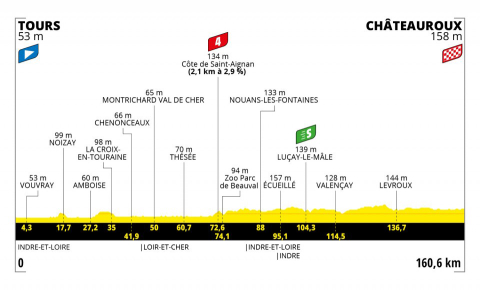 TOURS
53 m
CHÂTEAUROUX
158 m
4
134 m
Côte de Saint-Aignan
(2,1 km à 2,9 %)
65 m
MONTRICHARD VAL DE CHER
133 m
NOUANS-LES-FONTAINES
66 m
CHENONCEAUX
S
139 m
LUÇAY-LE-MÂLE
99 m
NOIZAY
98 m
LA CROIX-
EN-TOURAINE
70 m
THÉSÉE
94 m
Zoo Parc
de Beauval
53 m
VOUVRAY
60 m
AMBOISE
157 m
ÉCUEILLÉ
128 m
VALENÇAY
144 m
LEVROUX
4,3 17,7 27,2 35 50 60,7 72,6 88 104,3 136,7
41,9 74,1 95,1 114,5
INDRE-ET-LOIRE
LOIR-ET-CHER
INDRE-ET-LOIRE
INDRE
0
160,6 km